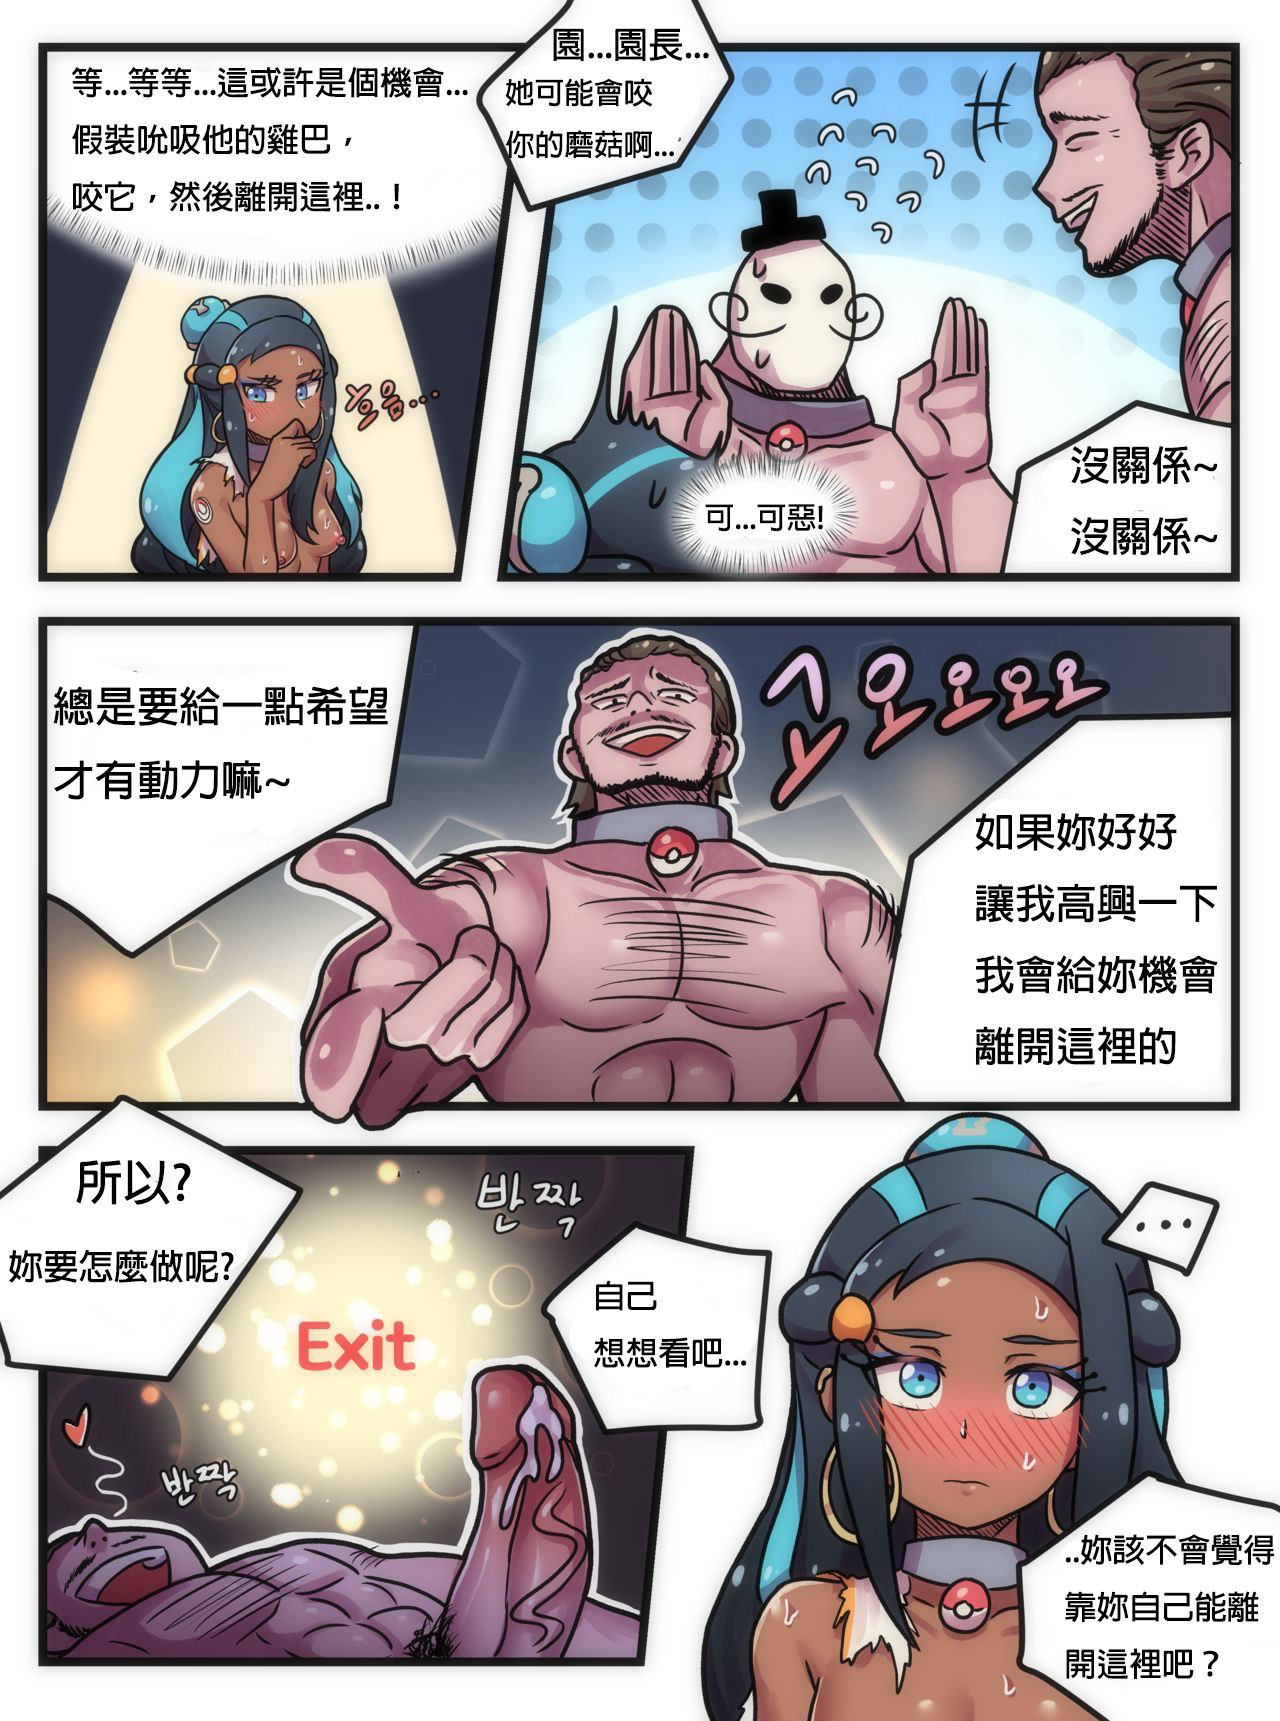 等...等等...這或許是個機會...
假裝吮吸他的雞巴，
咬它，然後離開這裡..！
흐음...
園...園長...
她可能會咬
你的磨菇啊...
可...可惡!
沒關係~
沒關係~
總是要給一點希望
才有動力嘛~
슈오오오오
如果妳好好
讓我高興一下
我會給妳機會
離開這裡的
所以?
妳要怎麼做呢?
반짝
Exit
자己
想想看吧...
반짝
...
..妳該不會覺得
靠妳自己能離
開這裡吧？